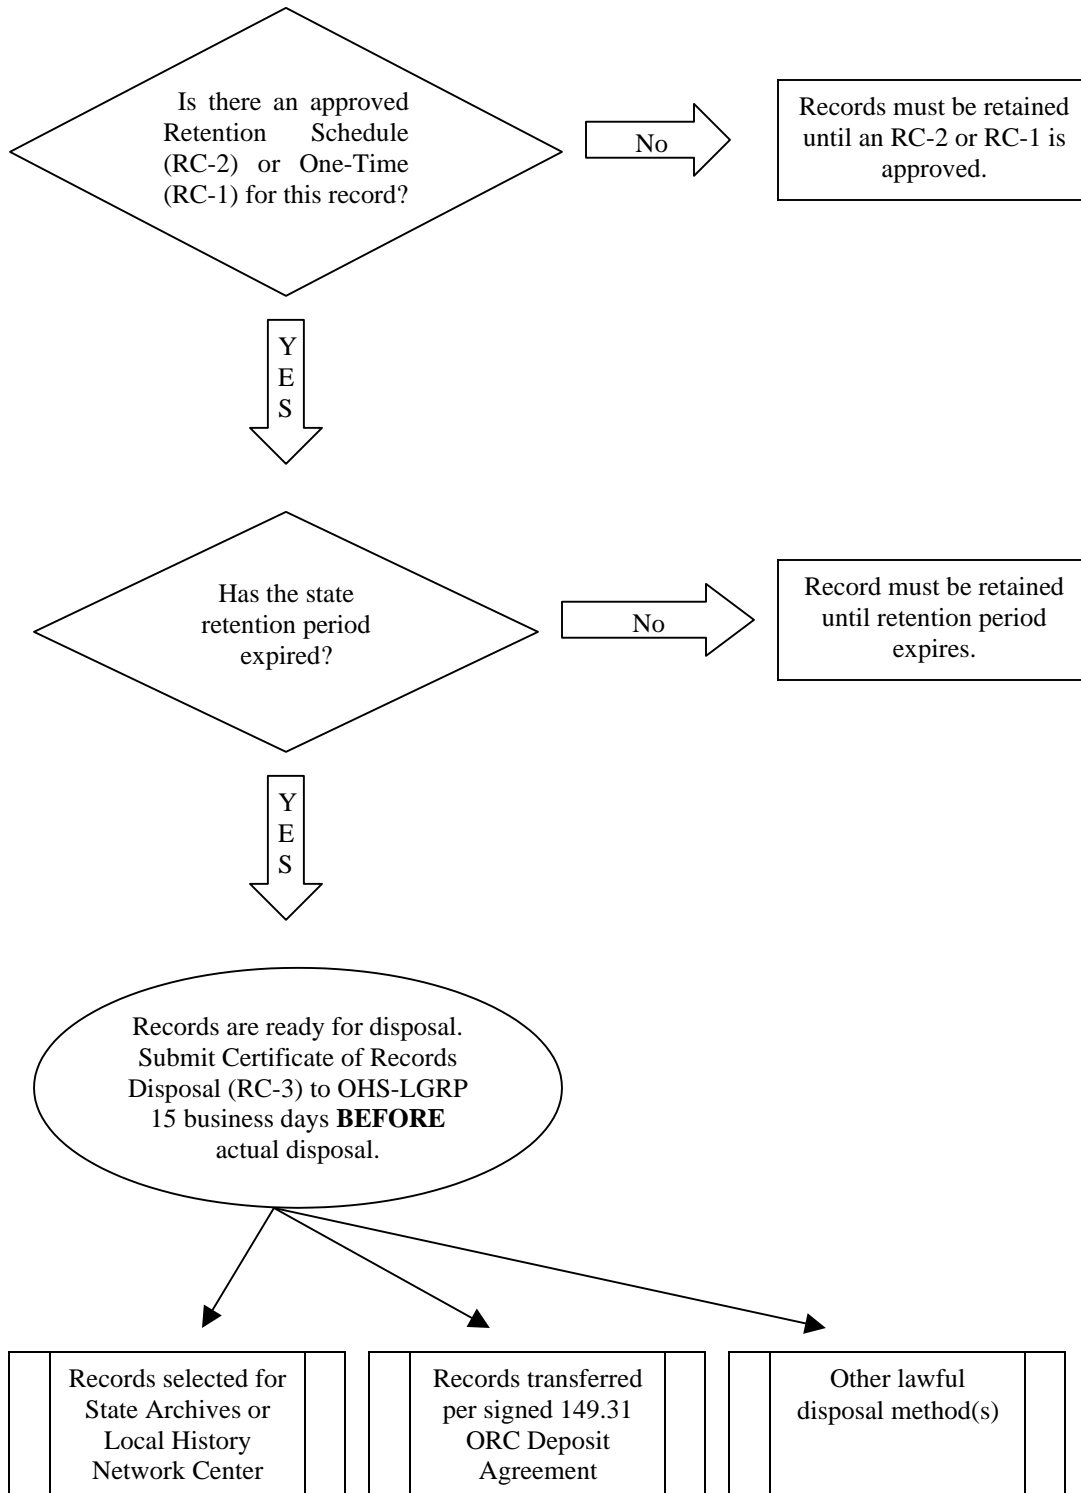 Is there an approved
Retention Schedule
(RC-2) or One-Time
(RC-1) for this record?
No
Records must be retained
until an RC-2 or RC-1 is
approved.
Y
E
S
Has the state
retention period
expired?
No
Record must be retained
until retention period
expires.
Y
E
S
Records are ready for disposal.
Submit Certificate of Records
Disposal (RC-3) to OHS-LGRP
15 business days BEFORE
actual disposal.
Records selected for
State Archives or
Local History
Network Center
Records transferred
per signed 149.31
ORC Deposit
Agreement
Other lawful
disposal method(s)